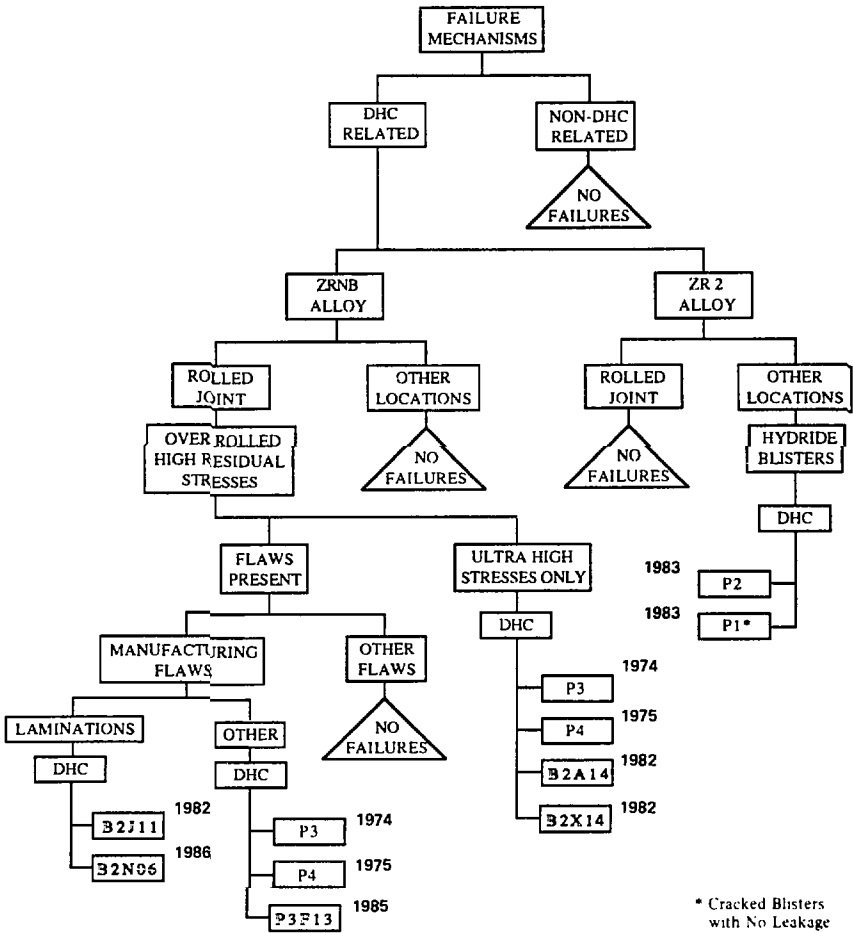 FAILURE
MECHANISMS
DHC
RELATED
NON-DHC
RELATED
NO
FAILURES
ZRNB
ALLOY
ZR 2
ALLOY
ROLLED
JOINT
OTHER
LOCATIONS
ROLLED
JOINT
OTHER
LOCATIONS
OVER ROLLED
HIGH RESIDUAL
STRESSES
NO
FAILURES
NO
FAILURES
HYDRIDE
BLISTERS
DHC
1983
P2
1983
P1*
FLAWS
PRESENT
ULTRA HIGH
STRESSES ONLY
DHC
1974
P3
1975
P4
1982
B2A14
1982
B2X14
MANUFACTURING
FLAWS
OTHER
FLAWS
NO
FAILURES
LAMINATIONS
DHC
1982
B2J11
1986
B2N06
OTHER
DHC
1974
P3
1975
P4
1985
P3F13
* Cracked Blisters
with No Leakage